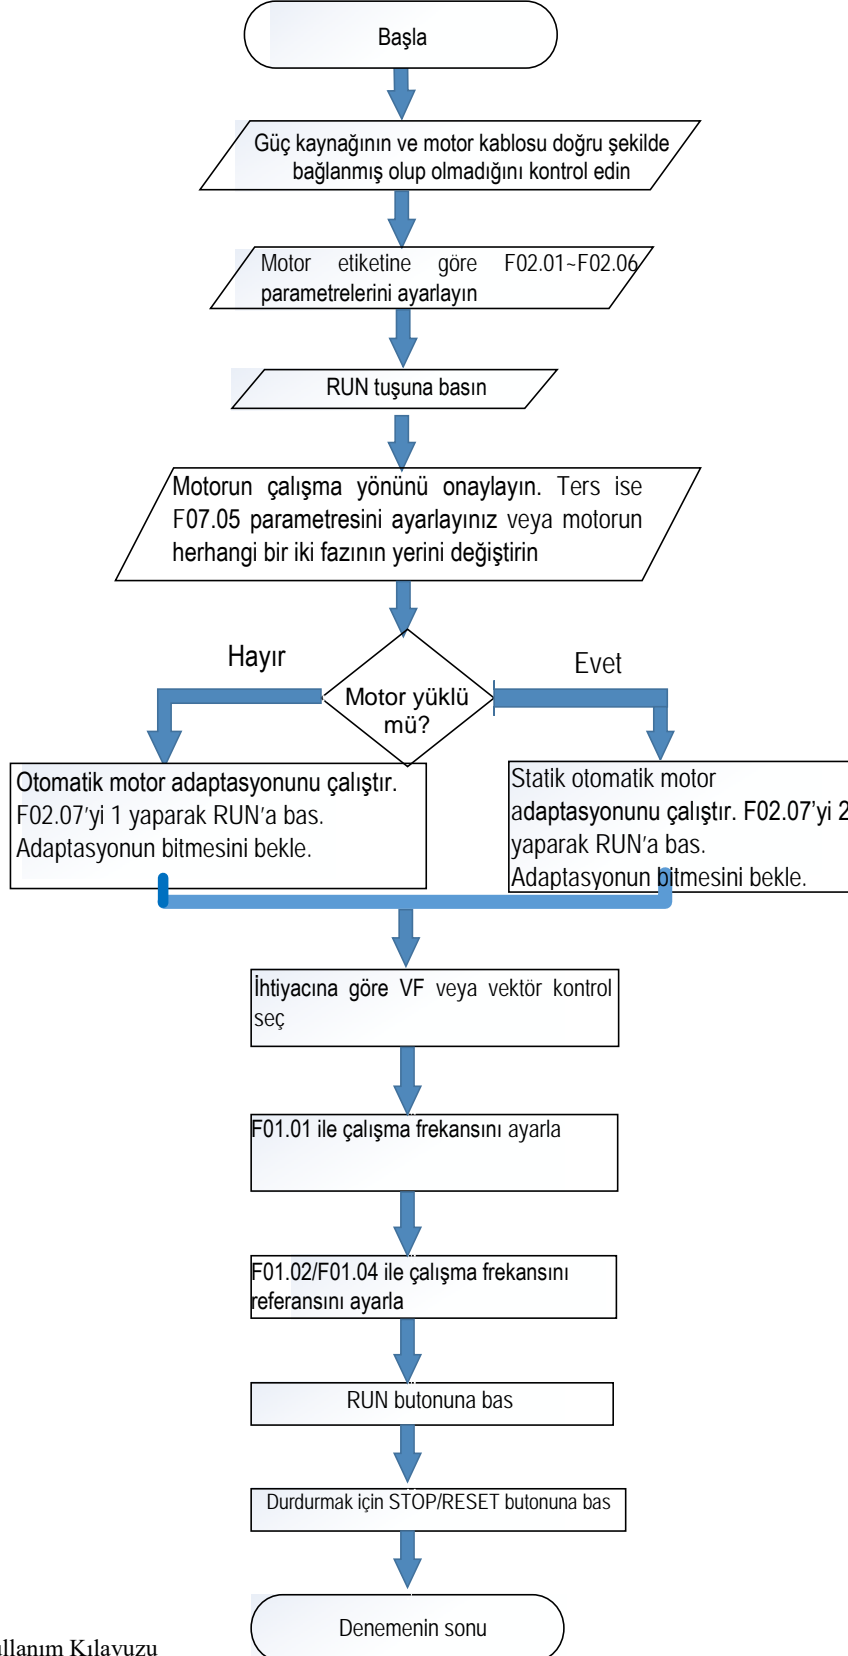 Başla
Güç kaynağının ve motor kablosu doğru şekilde
bağlanmış olup olmadığını kontrol edin
Motor etiketine göre F02.01~F02.06
parametrelerini ayarlayın
RUN tuşuna basın
Motorun çalışma yönünü onaylayın. Ters ise
F07.05 parametresini ayarlayınız veya motorun
herhangi bir iki fazının yerini değiştirin
Hayır
Evet
Motor yüklü
mü?
Otomatik motor adaptasyonunu çalıştır.
F02.07'yi 1 yaparak RUN'a bas.
Adaptasyonun bitmesini bekle.
Statik otomatik motor
adaptasyonunu çalıştır. F02.07'yi 2
yaparak RUN'a bas.
Adaptasyonun bitmesini bekle.
İhtiyacına göre VF veya vektör kontrol
seç
F01.01 ile çalışma frekansını ayarla
F01.02/F01.04 ile çalışma frekansını
referansını ayarla
RUN butonuna bas
Durdurmak için STOP/RESET butonuna bas
Denemenin sonu
ullanım Kılavuzu